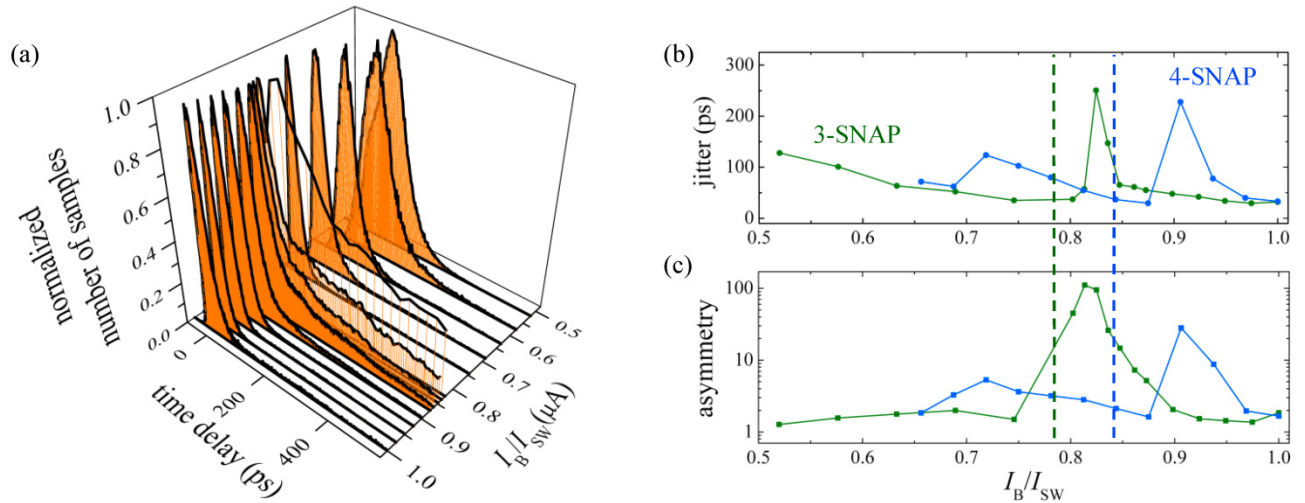 (a)
normalized
number of samples
1.0
0.8
0.6
0.4
0.2
0.0
0
200
400
time delay (ps)
0.5
0.6
0.7
0.8
0.9
1.0
I_B/I_SW (μA)
(b)
jitter (ps)
300
200
100
0
3-SNAP
4-SNAP
0.5 0.6 0.7 0.8 0.9 1.0
(c)
asymmetry
100
10
1
0.5 0.6 0.7 0.8 0.9 1.0
I_B/I_SW